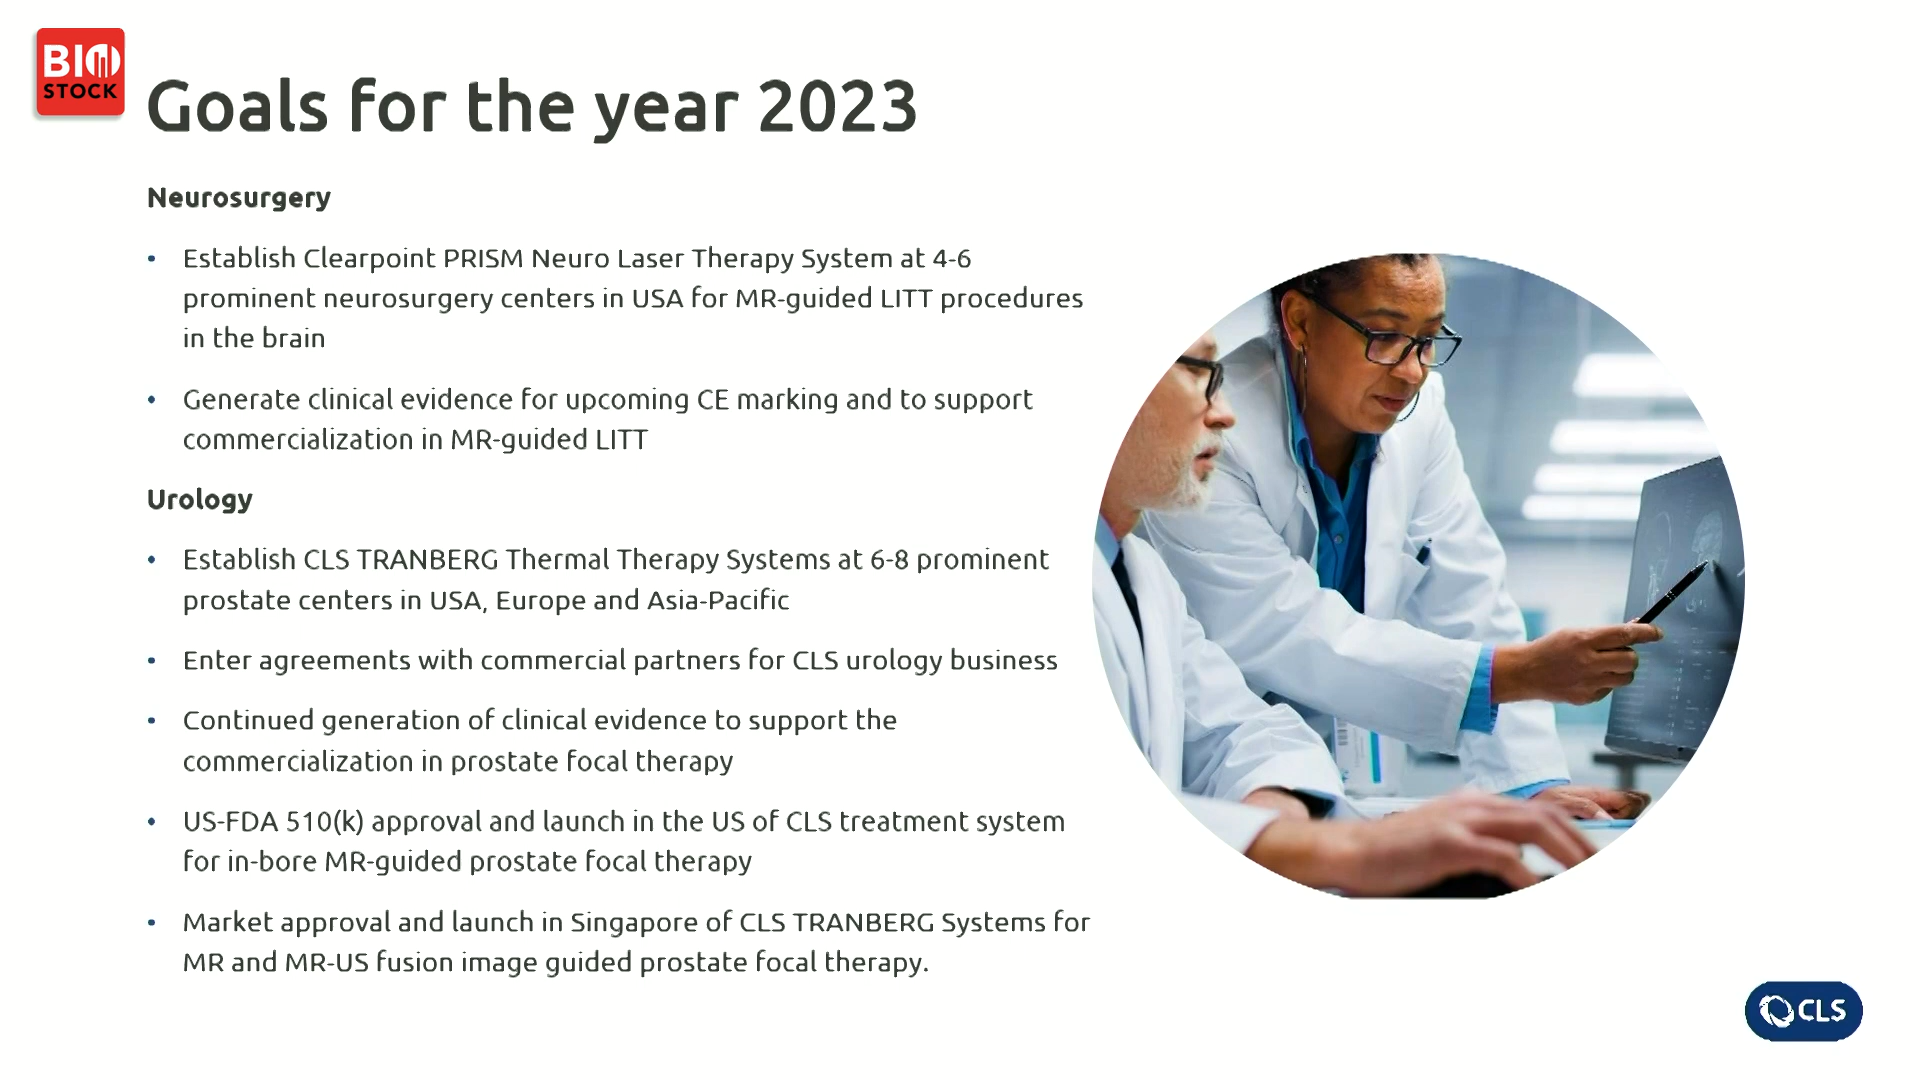 BIO
STOCK
Goals for the year 2023
Neurosurgery
• Establish Clearpoint PRISM Neuro Laser Therapy System at 4-6
prominent neurosurgery centers in USA for MR-guided LITT procedures
in the brain
• Generate clinical evidence for upcoming CE marking and to support
commercialization in MR-guided LITT
Urology
• Establish CLS TRANBERG Thermal Therapy Systems at 6-8 prominent
prostate centers in USA, Europe and Asia-Pacific
• Enter agreements with commercial partners for CLS urology business
• Continued generation of clinical evidence to support the
commercialization in prostate focal therapy
• US-FDA 510(k) approval and launch in the US of CLS treatment system
for in-bore MR-guided prostate focal therapy
• Market approval and launch in Singapore of CLS TRANBERG Systems for
MR and MR-US fusion image guided prostate focal therapy.
CLS